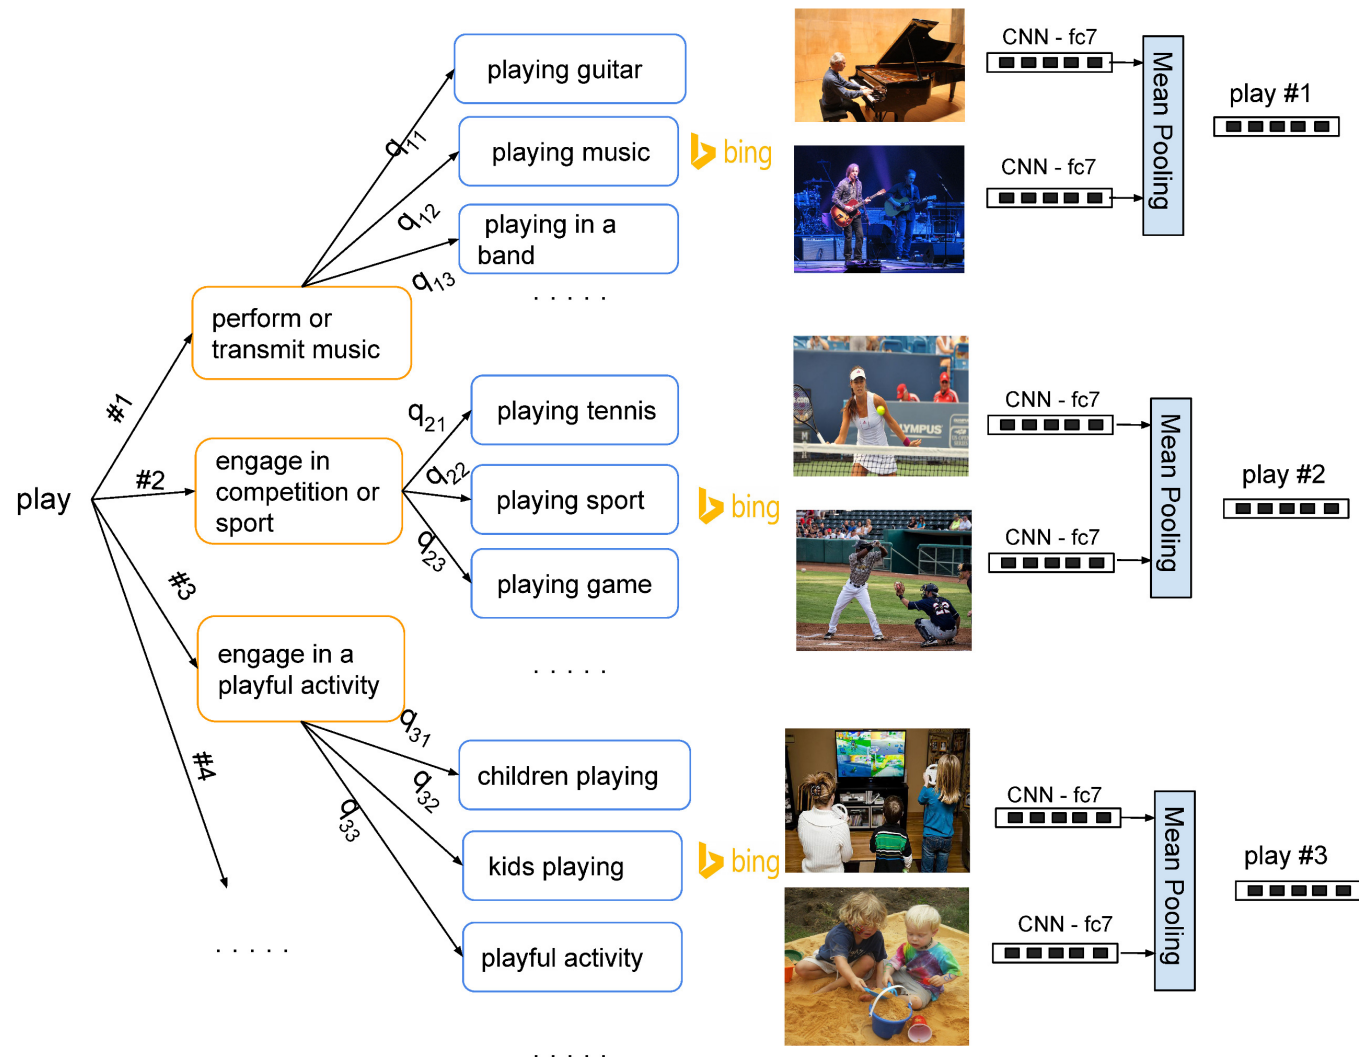 play
#1
#2
#3
#4
perform or
transmit music
engage in
competition or
sport
engage in a
playful activity
. . . . .
q11
q12
q13
playing guitar
playing music
playing in a
band
. . . . .
q21
q22
q23
playing tennis
playing sport
playing game
. . . . .
q31
q32
q33
children playing
kids playing
playful activity
. . . . .
bing
bing
bing
OLYMPUS
22
CNN - fc7
CNN - fc7
Mean Pooling
play #1
CNN - fc7
CNN - fc7
Mean Pooling
play #2
CNN - fc7
CNN - fc7
Mean Pooling
play #3